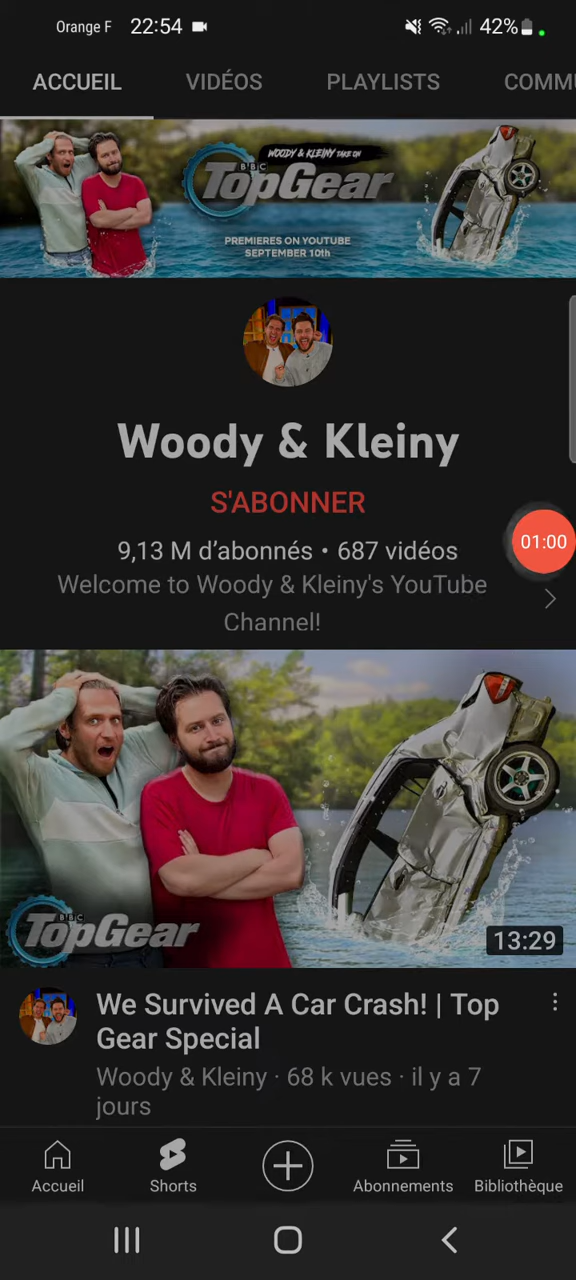 Orange F 22:54 42%
ACCUEIL VIDÉOS PLAYLISTS COMMU
WOODY & KLEINY TAKE ON
BBC
TopGear
PREMIERES ON YOUTUBE
SEPTEMBER 10th
Woody & Kleiny
S'ABONNER
01:00
9,13 M d’abonnés • 687 vidéos
Welcome to Woody & Kleiny's YouTube
Channel!
BBC
TopGear
13:29
We Survived A Car Crash! | Top
Gear Special
Woody & Kleiny · 68 k vues · il y a 7
jours
Accueil Shorts Abonnements Bibliothèque